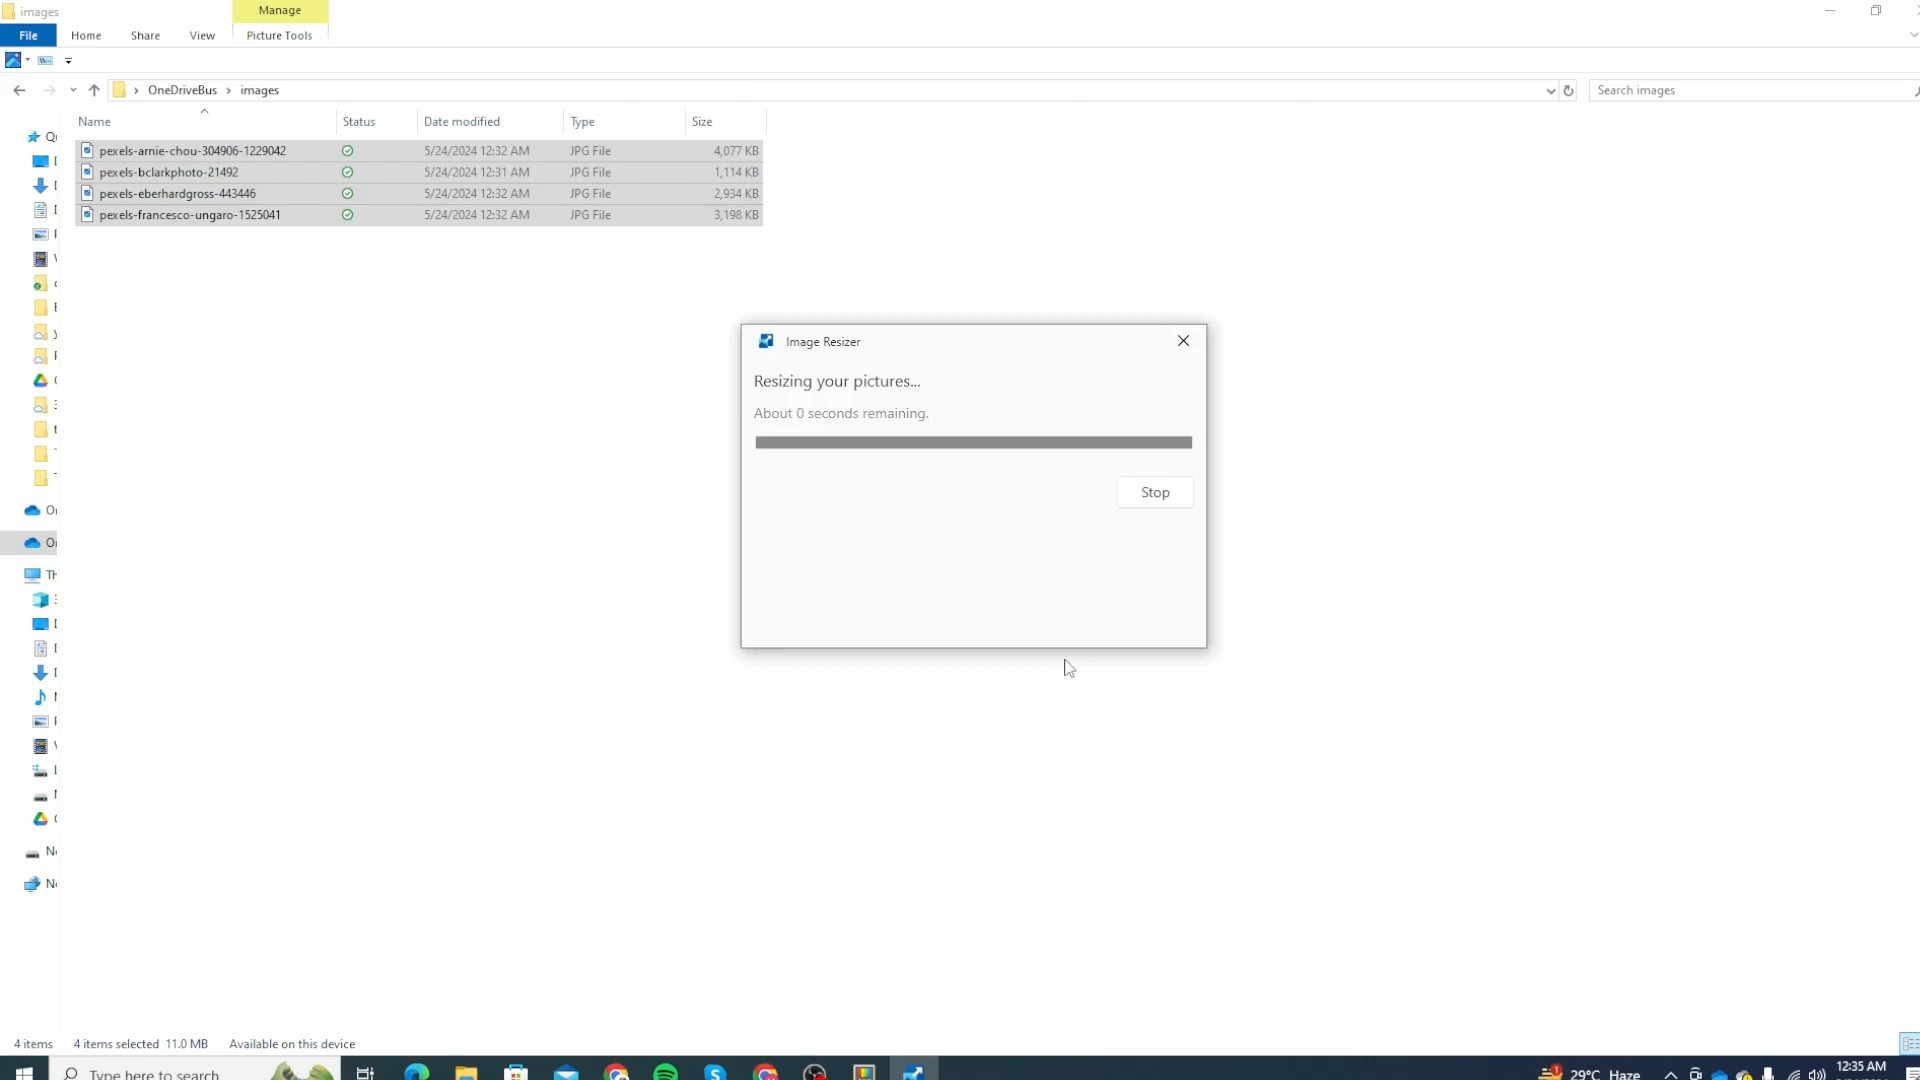 images
Manage
File
Home
Share
View
Picture Tools
OneDriveBus > images
Search images
Name
Status
Date modified
Type
Size
pexels-arnie-chou-304906-1229042
5/24/2024 12:32 AM
JPG File
4,077 KB
pexels-bclarkphoto-21492
5/24/2024 12:31 AM
JPG File
1,114 KB
pexels-eberhardgross-443446
5/24/2024 12:32 AM
JPG File
2,934 KB
pexels-francesco-ungaro-1525041
5/24/2024 12:32 AM
JPG File
3,198 KB
Image Resizer
Resizing your pictures...
About 0 seconds remaining.
Stop
4 items
4 items selected 11.0 MB
Available on this device
Type here to search
29°C Haze
12:35 AM